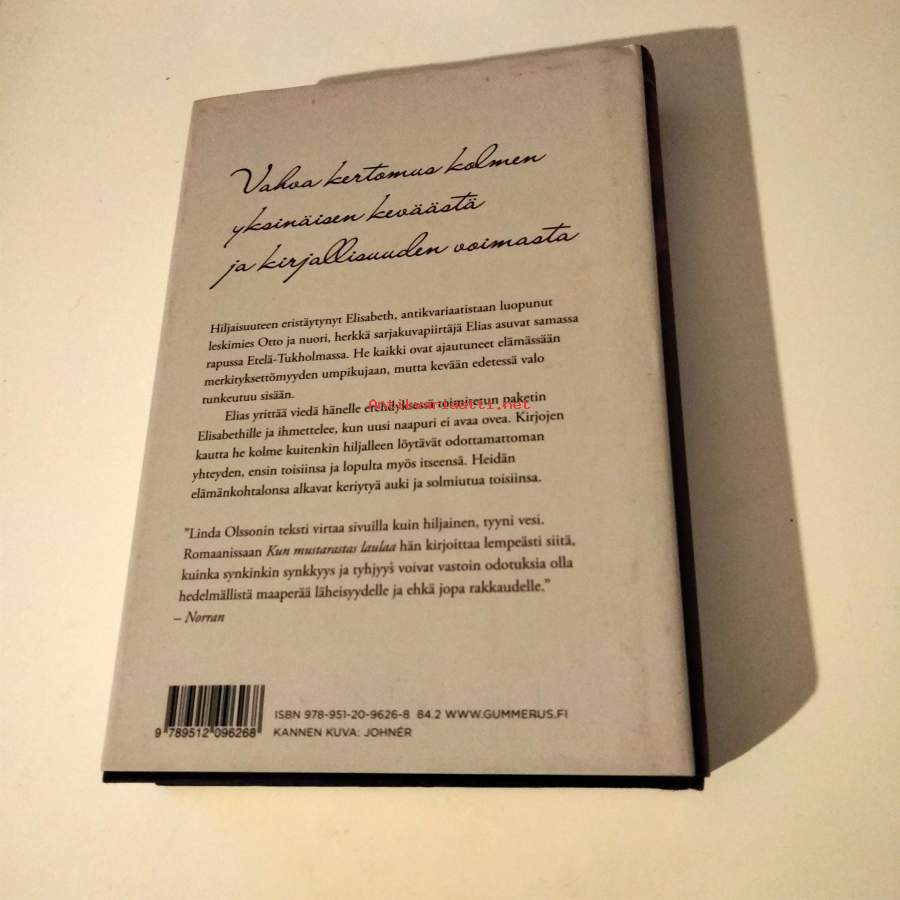 Vahva kertomus kolmen
yksinäisen keväästä
ja kirjallisuuden voimasta
Hiljaisuuteen eristäytynyt Elisabeth, antikvariaatistaan luopunut
leskimies Otto ja nuori, herkkä sarjakuvapiirtäjä Elias asuvat samassa
rapussa Etelä-Tukholmassa. He kaikki ovat ajautuneet elämässään
merkityksettömyyden umpikujaan, mutta kevään edetessä valo
tunkeutuu sisään.
Elias yrittää viedä hänelle erehdyksessä toimitetun paketin
Antikvariaatti.net
Elisabethille ja ihmettelee, kun uusi naapuri ei avaa ovea. Kirjojen
kautta he kolme kuitenkin hiljalleen löytävät odottamattoman
yhteyden, ensin toisiinsa ja lopulta myös itseensä. Heidän
elämänkohtalonsa alkavat keriytyä auki ja solmiutua toisiinsa.
"Linda Olssonin teksti virtaa sivuilla kuin hiljainen, tyyni vesi.
Romaanissaan Kun mustarastas laulaa hän kirjoittaa lempeästi siitä,
kuinka synkinkin synkkyys ja tyhjyys voivat vastoin odotuksia olla
hedelmällistä maaperää läheisyydelle ja ehkä jopa rakkaudelle."
– Norran
ISBN 978-951-20-9626-8 84.2 WWW.GUMMERUS.FI
KANNEN KUVA: JOHNÉR
9 789512 096268